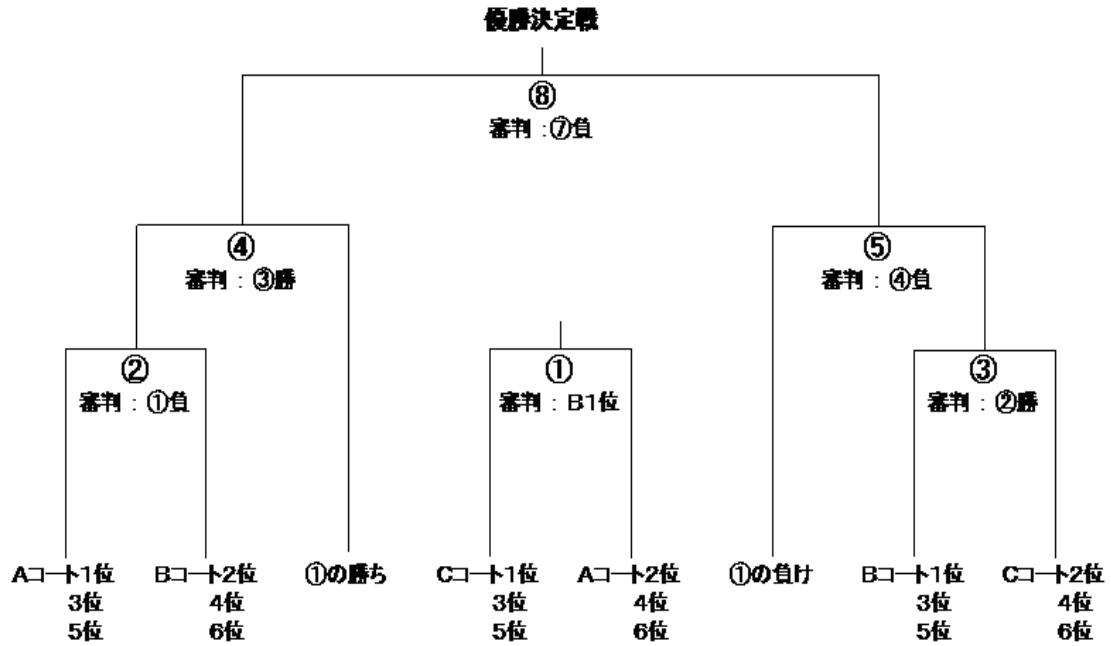 優勝決定戦
⑧
審判：⑦負
④
審判：③勝
⑤
審判：④負
②
審判：①負
①
審判：B1位
③
審判：②勝
Aコート1位 Bコート2位 ①の勝ち Cコート1位 Aコート2位 ①の負け Bコート1位 Cコート2位
3位 4位 3位 4位 3位 4位
5位 6位 5位 6位 5位 6位